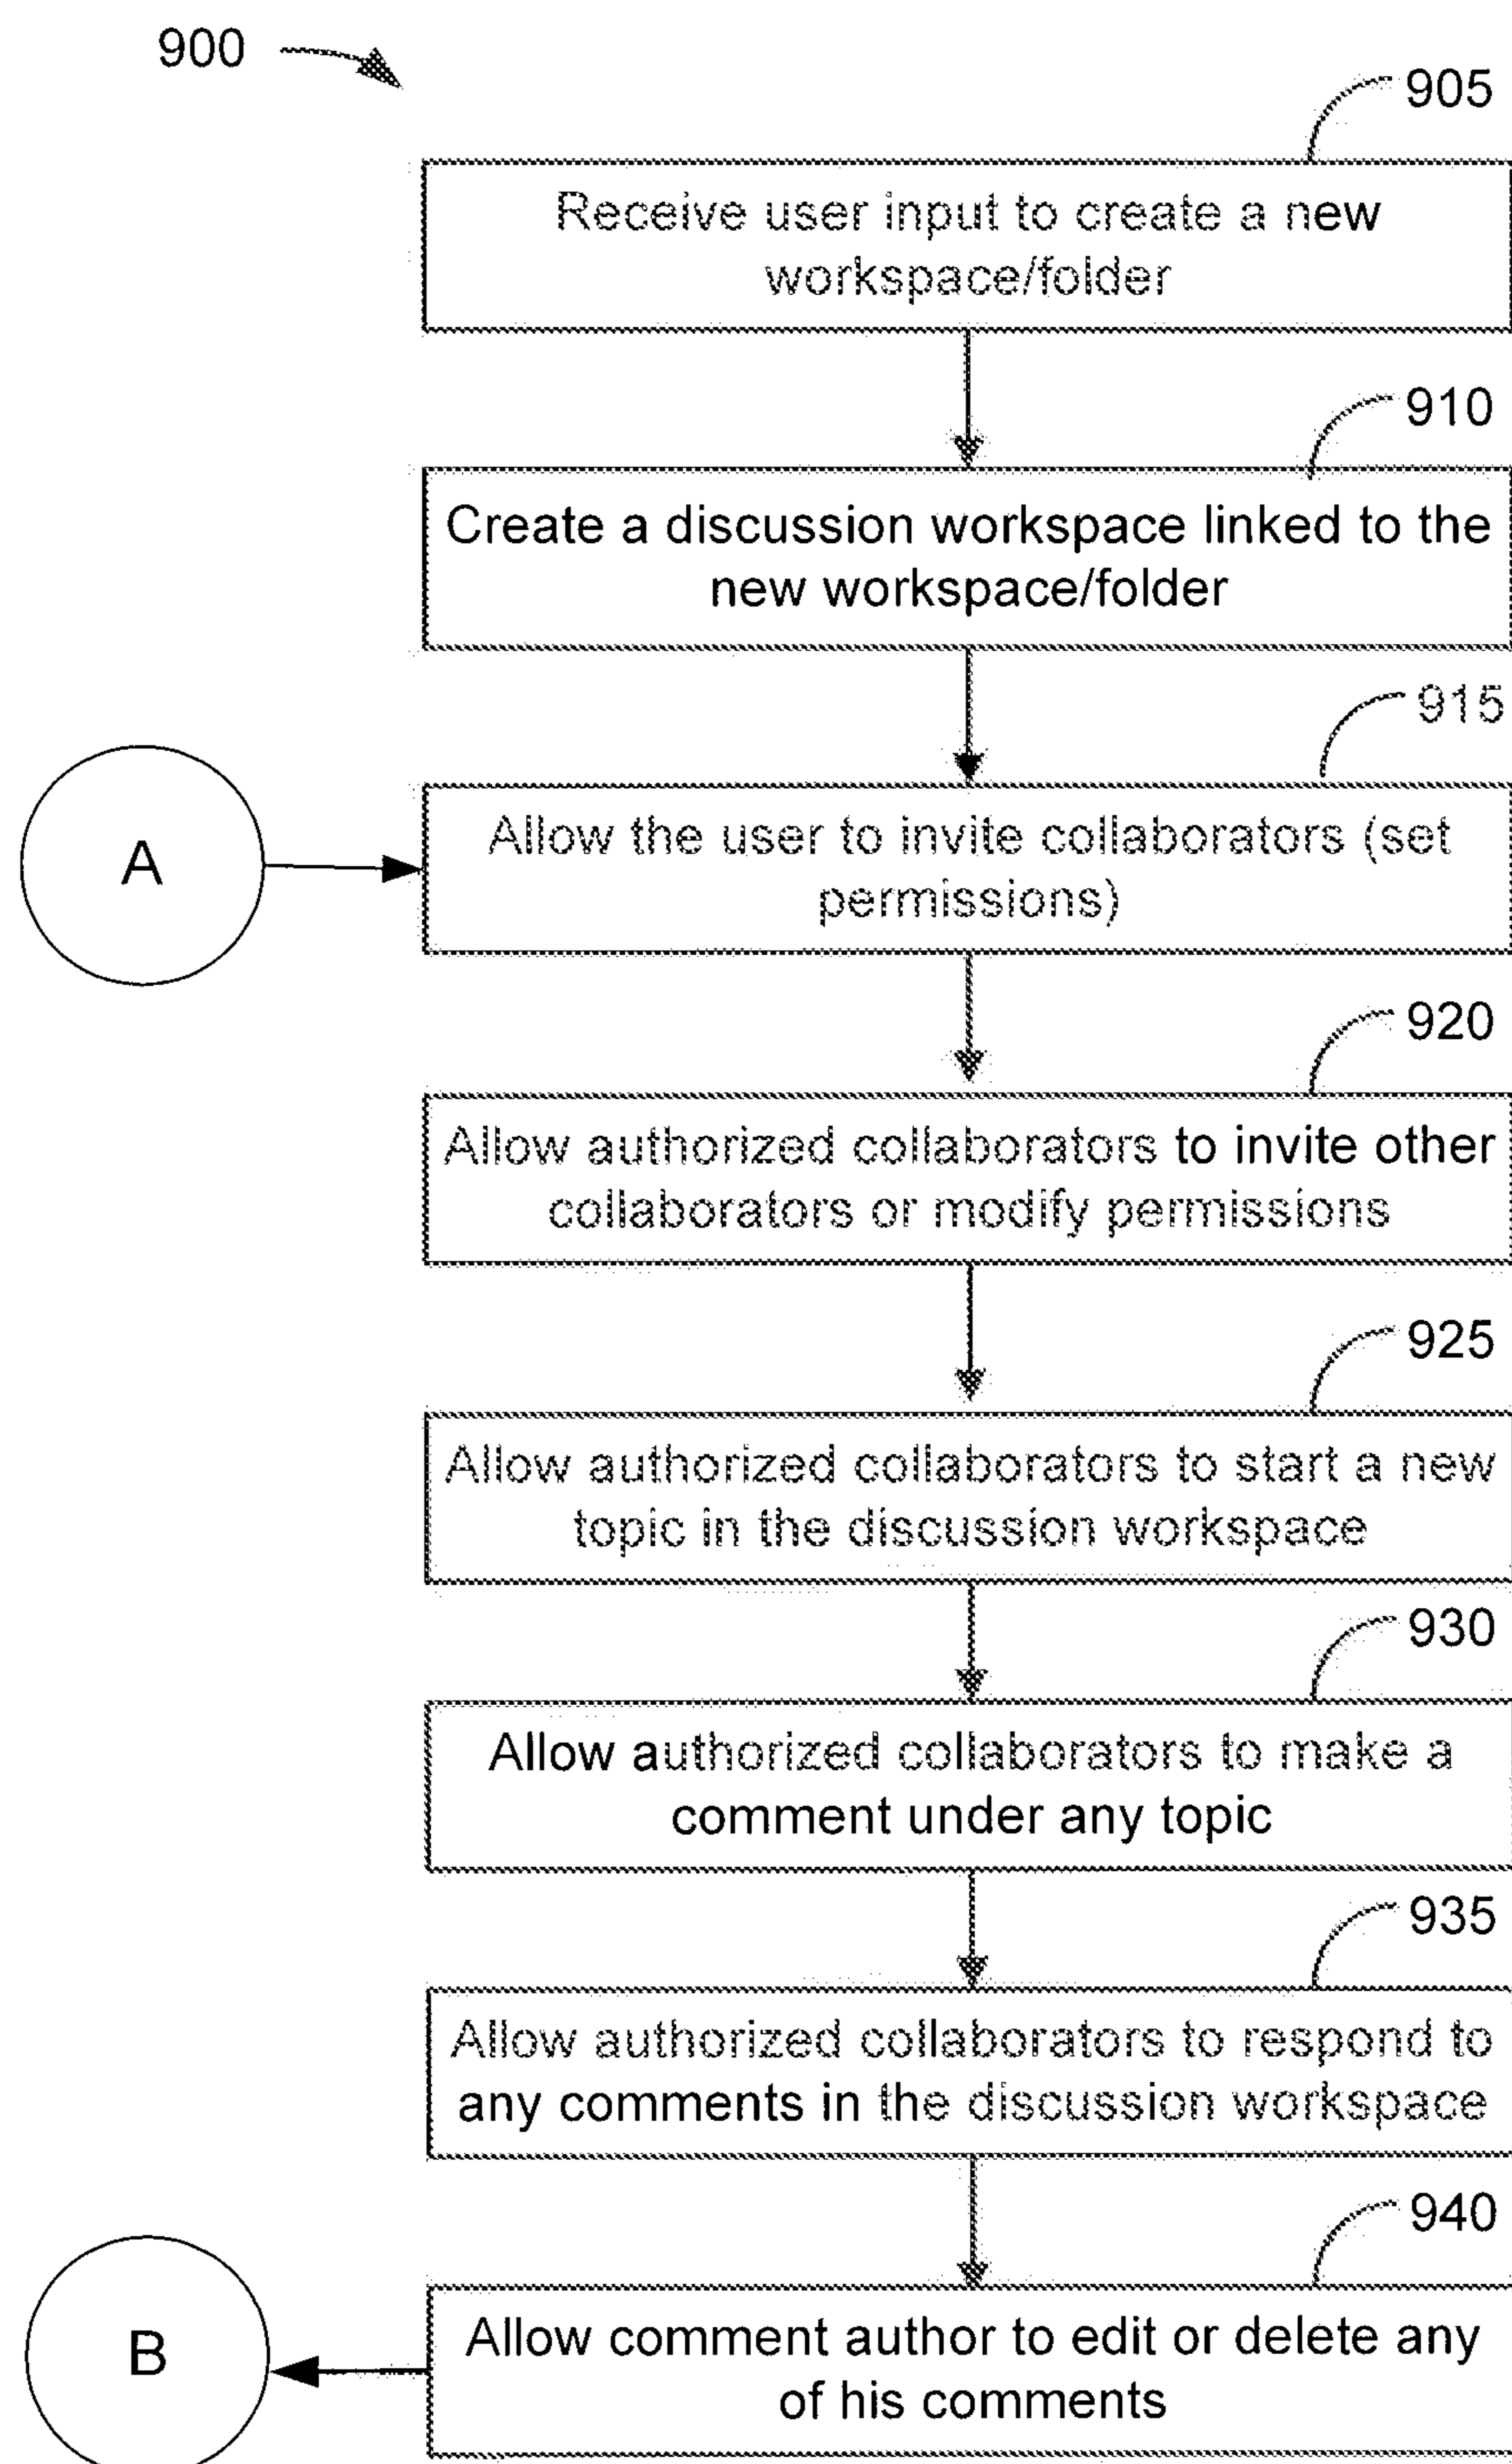 900
905
Receive user input to create a new
workspace/folder
910
Create a discussion workspace linked to the
new workspace/folder
915
A
Allow the user to invite collaborators (set
permissions)
920
Allow authorized collaborators to invite other
collaborators or modify permissions
925
Allow authorized collaborators to start a new
topic in the discussion workspace
930
Allow authorized collaborators to make a
comment under any topic
935
Allow authorized collaborators to respond to
any comments in the discussion workspace
940
B
Allow comment author to edit or delete any
of his comments